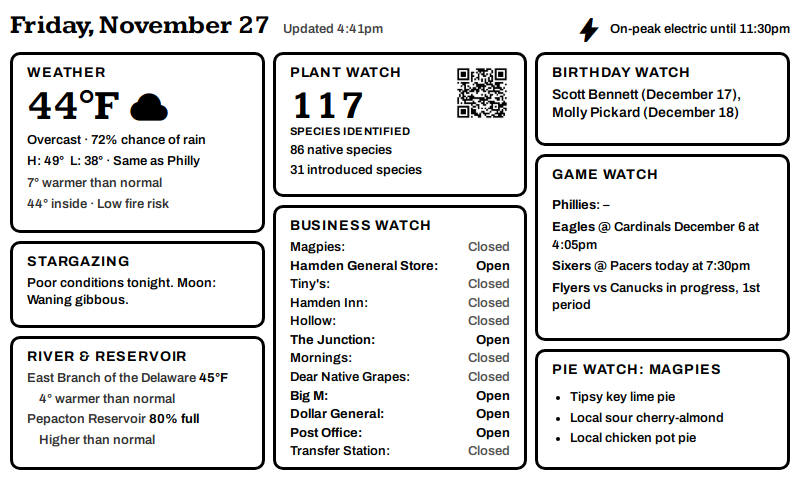 Friday, November 27 Updated 4:41pm
On-peak electric until 11:30pm
WEATHER
44°F
Overcast · 72% chance of rain
H: 49° L: 38° · Same as Philly
7° warmer than normal
44° inside · Low fire risk
STARGAZING
Poor conditions tonight. Moon:
Waning gibbous.
RIVER & RESERVOIR
East Branch of the Delaware 45°F
4° warmer than normal
Pepacton Reservoir 80% full
Higher than normal
PLANT WATCH
117
SPECIES IDENTIFIED
86 native species
31 introduced species
BUSINESS WATCH
Magpies: Closed
Hamden General Store: Open
Tiny's: Closed
Hamden Inn: Closed
Hollow: Closed
The Junction: Open
Mornings: Closed
Dear Native Grapes: Closed
Big M: Open
Dollar General: Open
Post Office: Open
Transfer Station: Closed
BIRTHDAY WATCH
Scott Bennett (December 17),
Molly Pickard (December 18)
GAME WATCH
Phillies: –
Eagles @ Cardinals December 6 at
4:05pm
Sixers @ Pacers today at 7:30pm
Flyers vs Canucks in progress, 1st
period
PIE WATCH: MAGPIES
• Tipsy key lime pie
• Local sour cherry-almond
• Local chicken pot pie